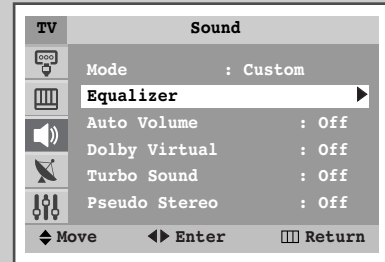 TV Sound
Mode : Custom
Equalizer
Auto Volume : Off
Dolby Virtual : Off
Turbo Sound : Off
Pseudo Stereo : Off
Move Enter Return